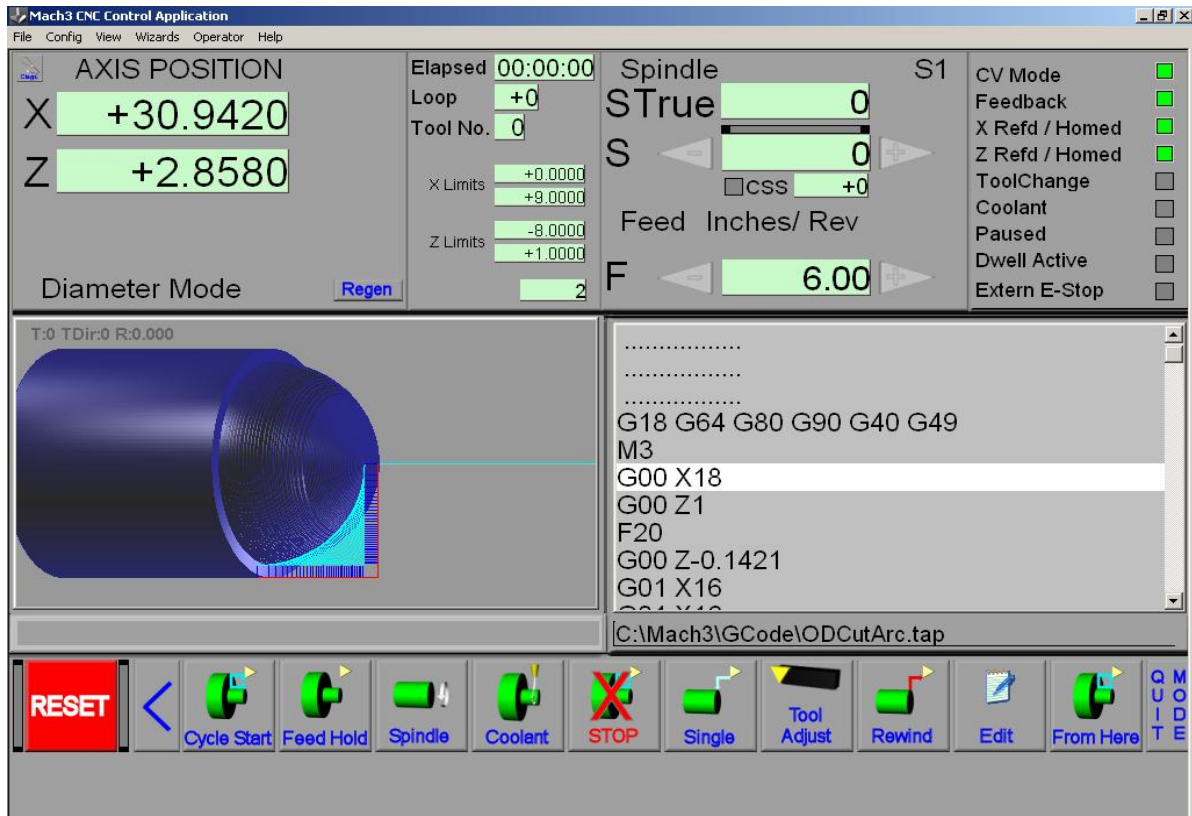 Mach3 CNC Control Application
File Config View Wizards Operator Help
AXIS POSITION
X +30.9420
Z +2.8580
Diameter Mode
Regen
Elapsed 00:00:00
Loop +0
Tool No. 0
X Limits +0.0000
+9.0000
Z Limits -8.0000
+1.0000
2
Spindle S1
STrue 0
S 0
CSS +0
Feed Inches/ Rev
F 6.00
CV Mode
Feedback
X Refd / Homed
Z Refd / Homed
ToolChange
Coolant
Paused
Dwell Active
Extern E-Stop
T:0 TDir:0 R:0.000
.................
.................
.................
G18 G64 G80 G90 G40 G49
M3
G00 X18
G00 Z1
F20
G00 Z-0.1421
G01 X16
C:\Mach3\GCode\ODCutArc.tap
RESET
Cycle Start
Feed Hold
Spindle
Coolant
STOP
Single
Tool
Adjust
Rewind
Edit
From Here
QUIT
MODE